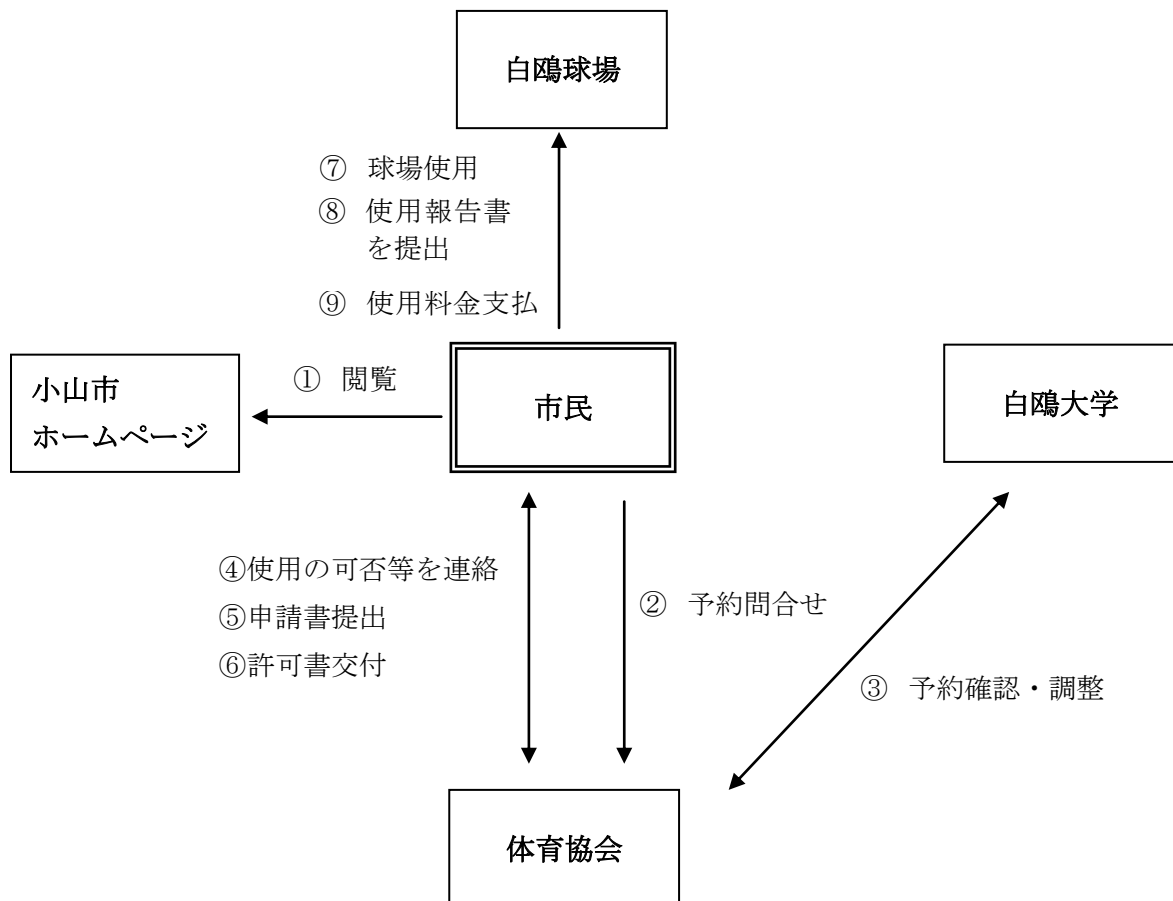 白鴎球場
⑦ 球場使用
⑧ 使用報告書
を提出
⑨ 使用料金支払
小山市
ホームページ
① 閲覧
市民
白鴎大学
④使用の可否等を連絡
⑤申請書提出
⑥許可書交付
② 予約問合せ
③ 予約確認・調整
体育協会